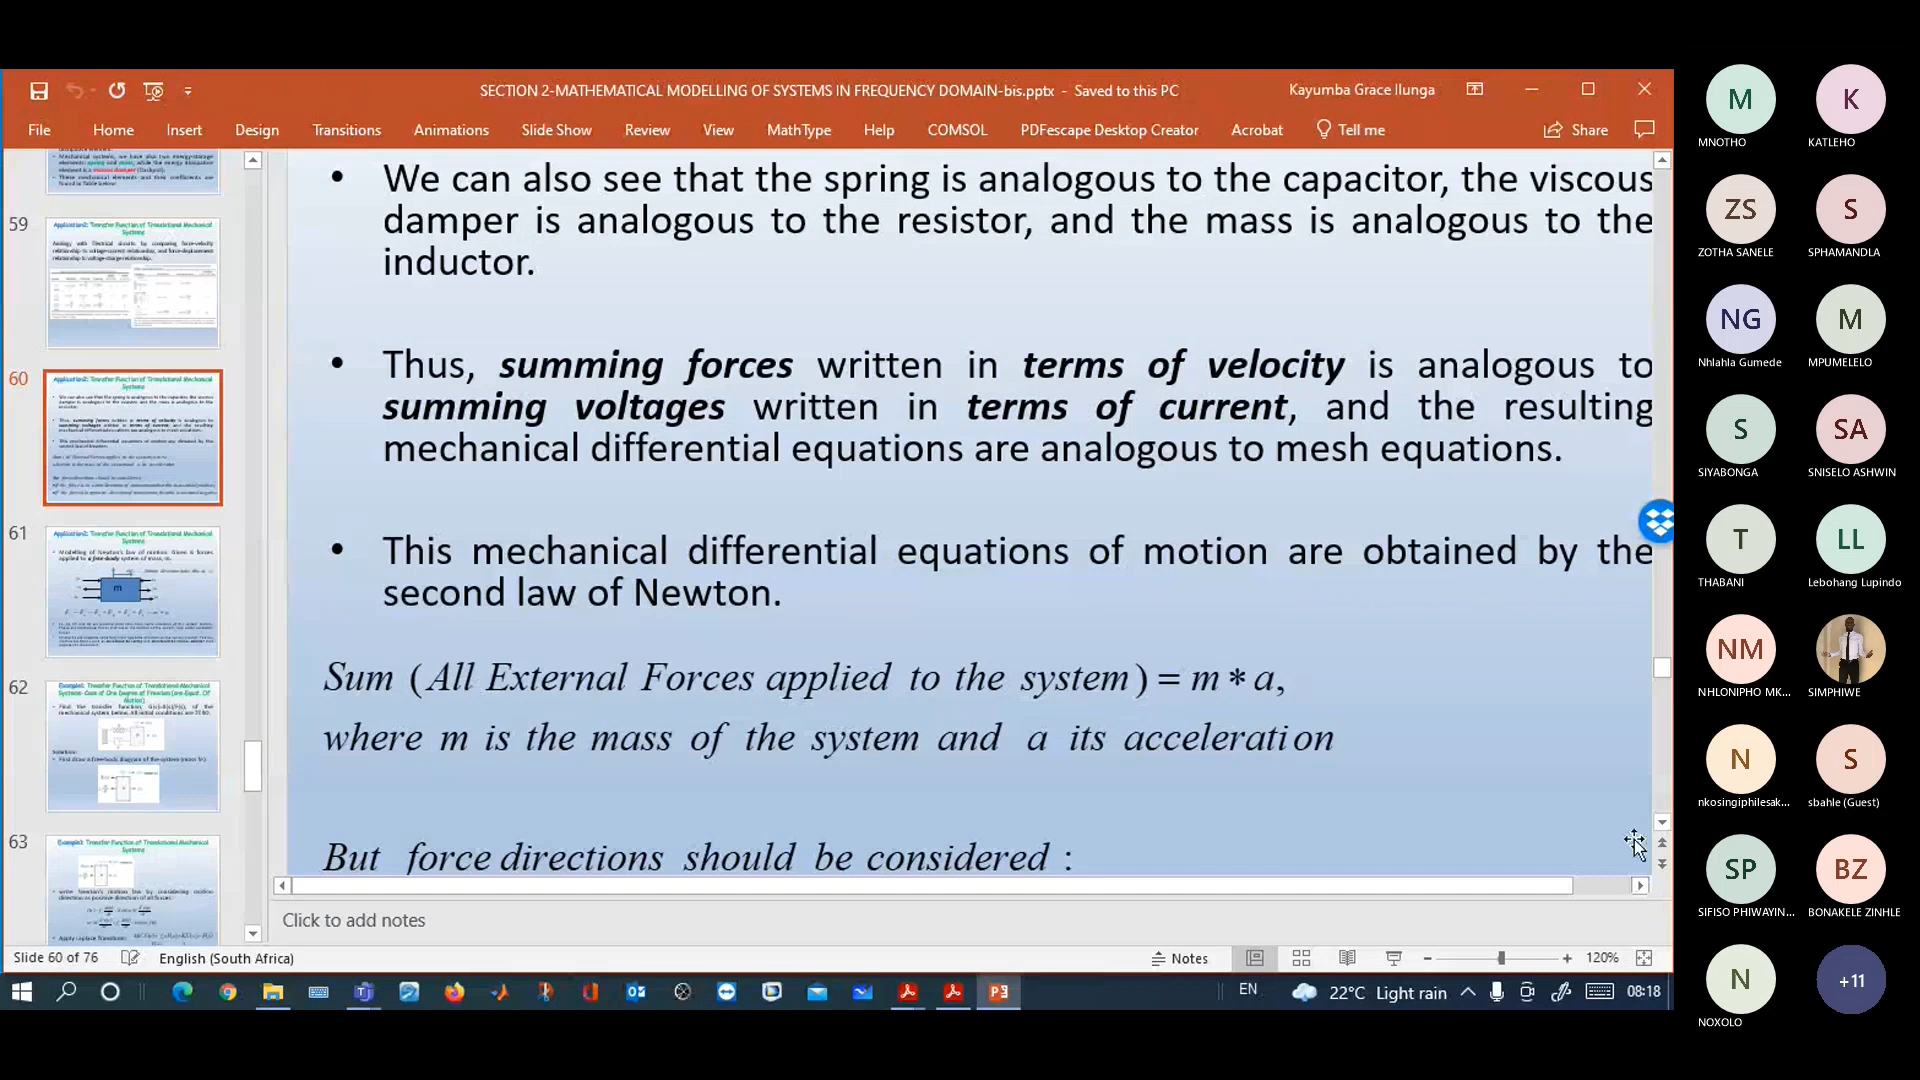 SECTION 2-MATHEMATICAL MODELLING OF SYSTEMS IN FREQUENCY DOMAIN-bis.pptx - Saved to this PC
Kayumba Grace Ilunga
File Home Insert Design Transitions Animations Slide Show Review View MathType Help COMSOL PDFescape Desktop Creator Acrobat Tell me Share
59
60
61
62
63
• We can also see that the spring is analogous to the capacitor, the viscous
damper is analogous to the resistor, and the mass is analogous to the
inductor.
• Thus, summing forces written in terms of velocity is analogous to
summing voltages written in terms of current, and the resulting
mechanical differential equations are analogous to mesh equations.
• This mechanical differential equations of motion are obtained by the
second law of Newton.
Sum (All External Forces applied to the system) = m * a,
where m is the mass of the system and a its acceleration
But force directions should be considered :
Click to add notes
Slide 60 of 76 English (South Africa) Notes 120%
EN 22°C Light rain 08:18
M K
MNOTHO KATLEHO
ZS S
ZOTHA SANELE SPHAMANDLA
NG M
Nhlahla Gumede MPUMELELO
S SA
SIYABONGA SNISELO ASHWIN
T LL
THABANI Lebohang Lupindo
NM
NHLONIPHO MK... SIMPHIWE
N S
nkosingiphilesak... sbahle (Guest)
SP BZ
SIFISO PHIWAYIN... BONAKELE ZINHLE
N +11
NOXOLO